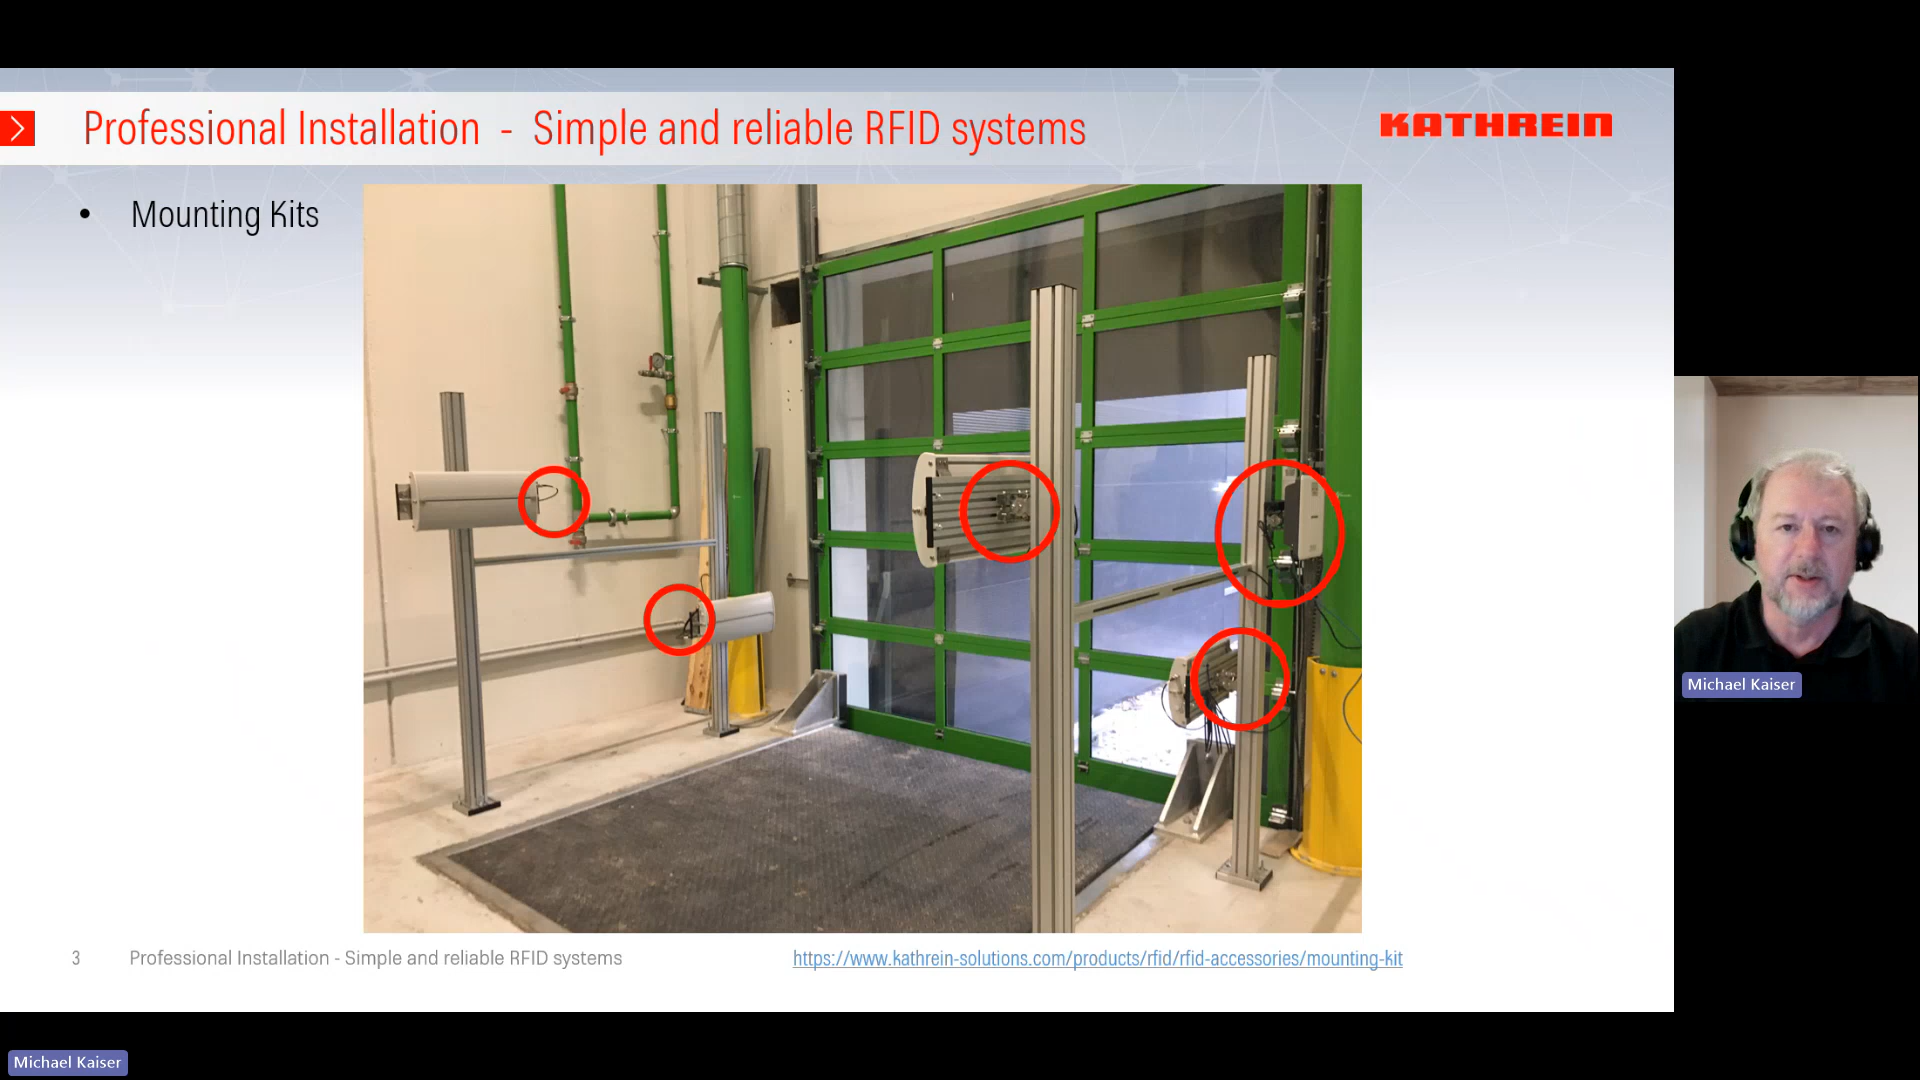 Professional Installation - Simple and reliable RFID systems
KATHREIN
• Mounting Kits
Michael Kaiser
3 Professional Installation - Simple and reliable RFID systems https://www.kathrein-solutions.com/products/rfid/rfid-accessories/mounting-kit
Michael Kaiser